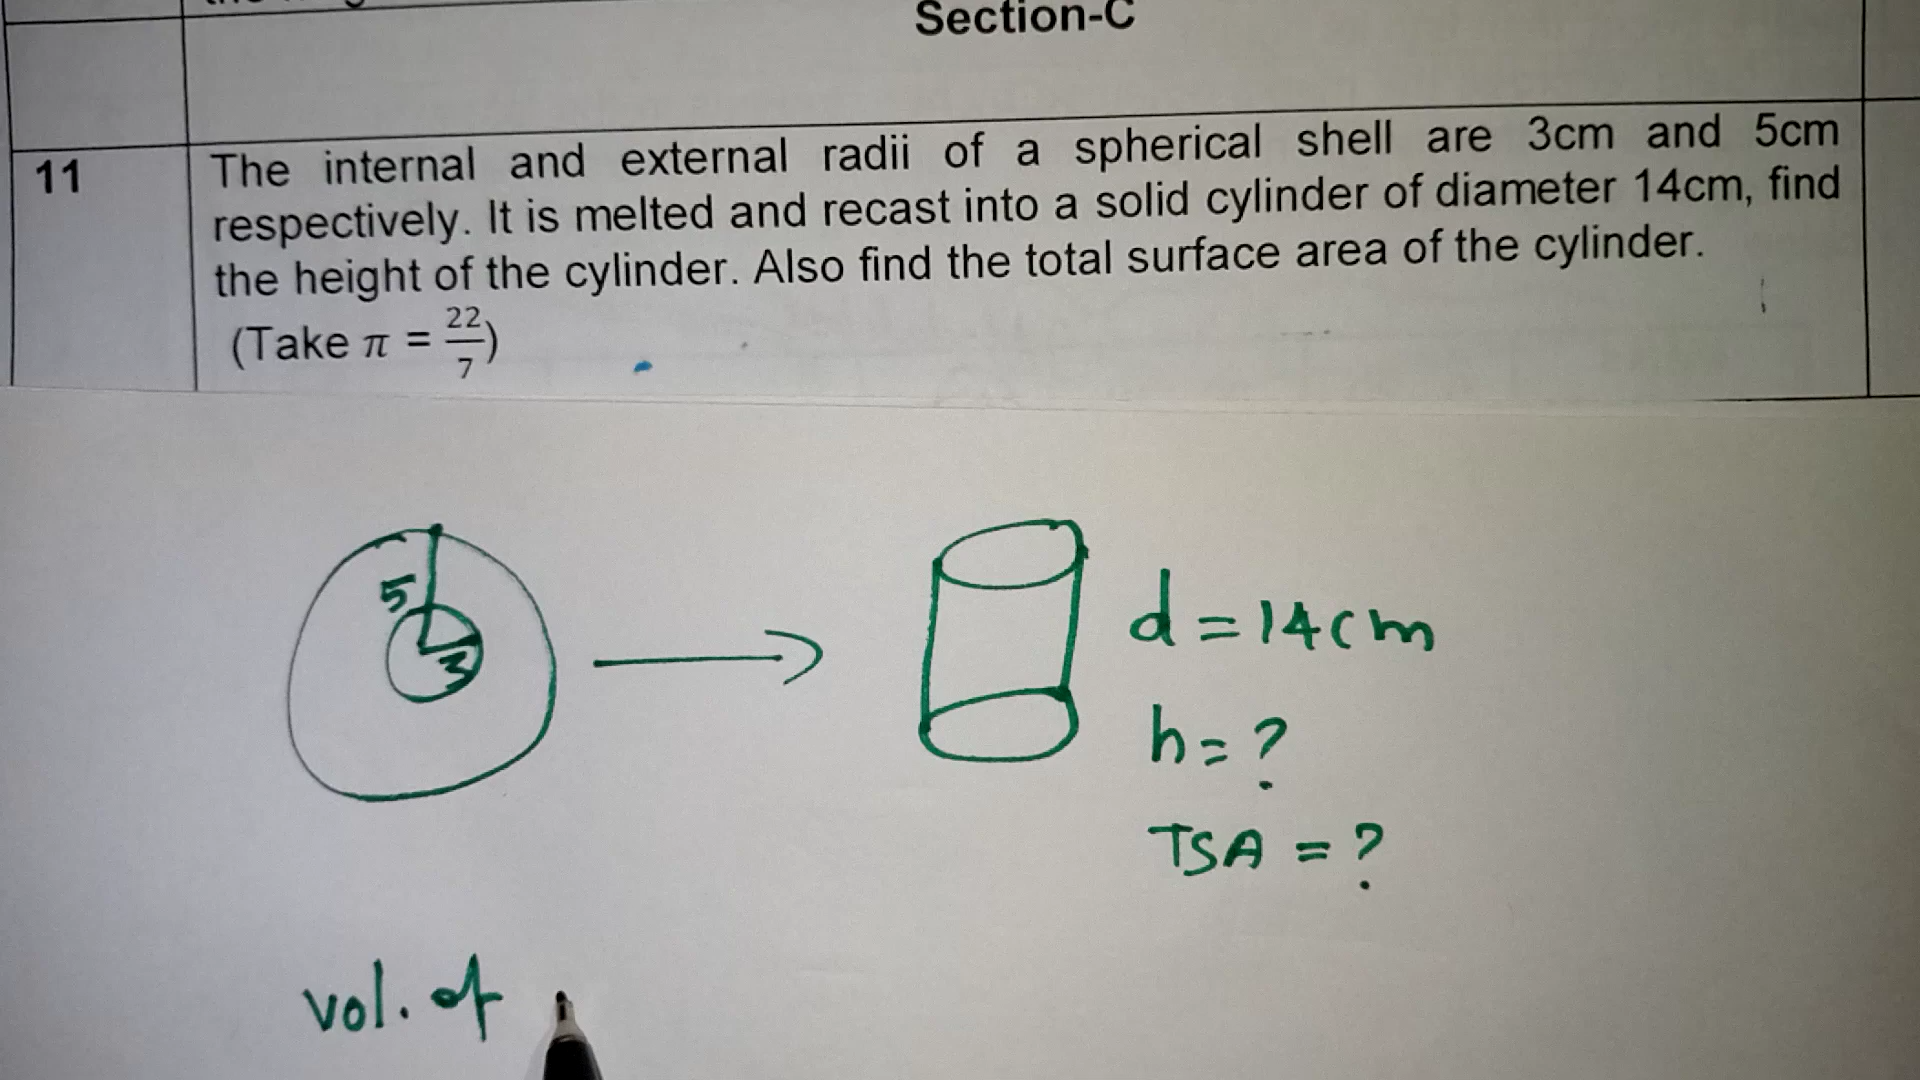 Section-C
11
The internal and external radii of a spherical shell are 3cm and 5cm
respectively. It is melted and recast into a solid cylinder of diameter 14cm, find
the height of the cylinder. Also find the total surface area of the cylinder.
(Take π = 22/7)
5
3
d = 14cm
h = ?
TSA = ?
vol. of